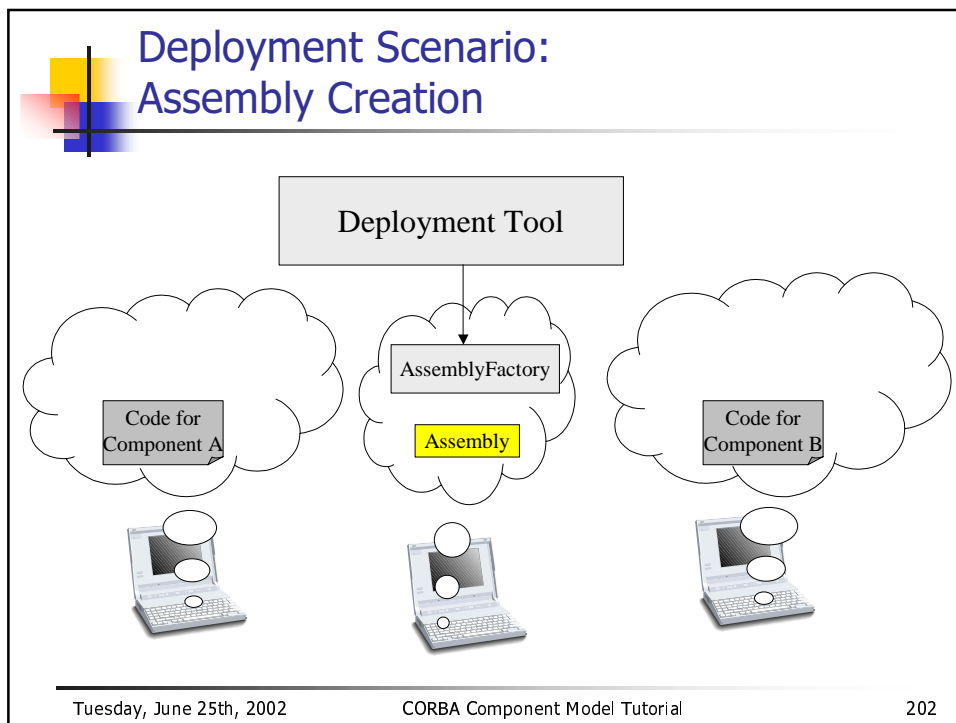 Deployment Scenario:
Assembly Creation
Deployment Tool
AssemblyFactory
Code for
Component A
Assembly
Code for
Component B
Tuesday, June 25th, 2002
CORBA Component Model Tutorial
202